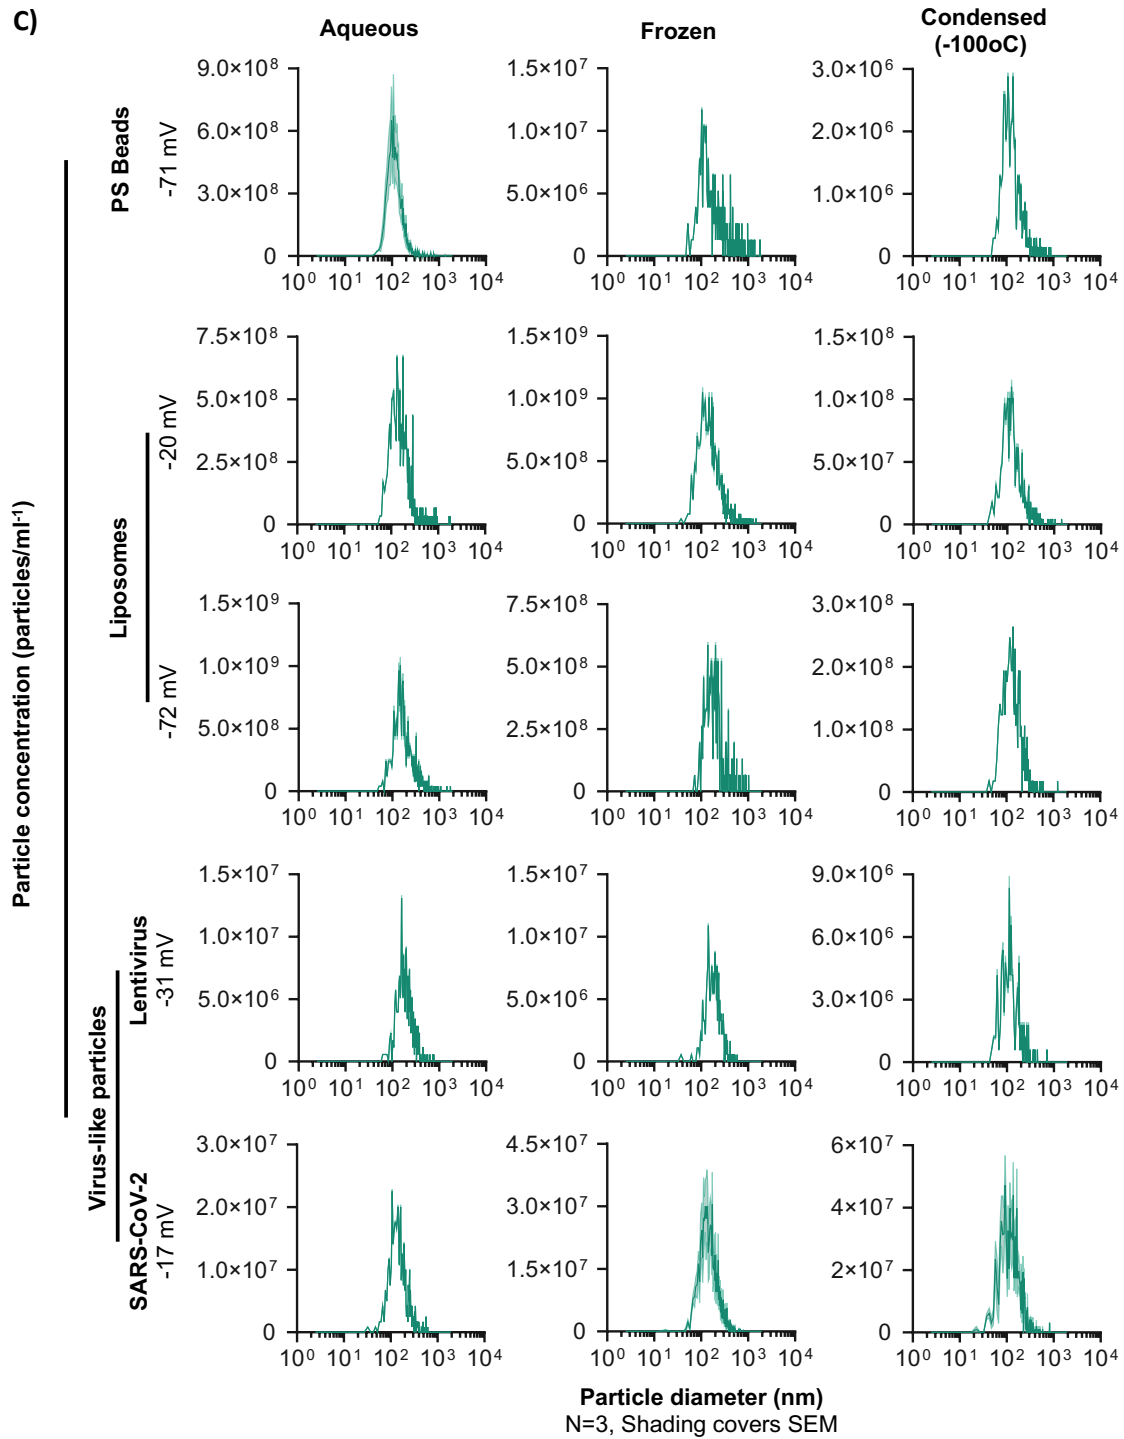 C)
Aqueous
Frozen
Condensed
(-100oC)
Particle concentration (particles/ml⁻¹)
PS Beads
-71 mV
9.0×10⁸
6.0×10⁸
3.0×10⁸
0
10⁰ 10¹ 10² 10³ 10⁴
1.5×10⁷
1.0×10⁷
5.0×10⁶
0
10⁰ 10¹ 10² 10³ 10⁴
3.0×10⁶
2.0×10⁶
1.0×10⁶
0
10⁰ 10¹ 10² 10³ 10⁴
Liposomes
-20 mV
7.5×10⁸
5.0×10⁸
2.5×10⁸
0
10⁰ 10¹ 10² 10³ 10⁴
1.5×10⁹
1.0×10⁹
5.0×10⁸
0
10⁰ 10¹ 10² 10³ 10⁴
1.5×10⁸
1.0×10⁸
5.0×10⁷
0
10⁰ 10¹ 10² 10³ 10⁴
-72 mV
1.5×10⁹
1.0×10⁹
5.0×10⁸
0
10⁰ 10¹ 10² 10³ 10⁴
7.5×10⁸
5.0×10⁸
2.5×10⁸
0
10⁰ 10¹ 10² 10³ 10⁴
3.0×10⁸
2.0×10⁸
1.0×10⁸
0
10⁰ 10¹ 10² 10³ 10⁴
Virus-like particles
Lentivirus
-31 mV
1.5×10⁷
1.0×10⁷
5.0×10⁶
0
10⁰ 10¹ 10² 10³ 10⁴
1.5×10⁷
1.0×10⁷
5.0×10⁶
0
10⁰ 10¹ 10² 10³ 10⁴
9.0×10⁶
6.0×10⁶
3.0×10⁶
0
10⁰ 10¹ 10² 10³ 10⁴
SARS-CoV-2
-17 mV
3.0×10⁷
2.0×10⁷
1.0×10⁷
0
10⁰ 10¹ 10² 10³ 10⁴
4.5×10⁷
3.0×10⁷
1.5×10⁷
0
10⁰ 10¹ 10² 10³ 10⁴
6×10⁷
4×10⁷
2×10⁷
0
10⁰ 10¹ 10² 10³ 10⁴
Particle diameter (nm)
N=3, Shading covers SEM